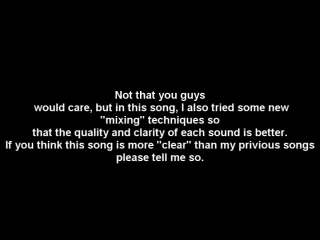 Not that you guys
would care, but in this song, I also tried some new
"mixing" techniques so
that the quality and clarity of each sound is better.
If you think this song is more "clear" than my privious songs
please tell me so.